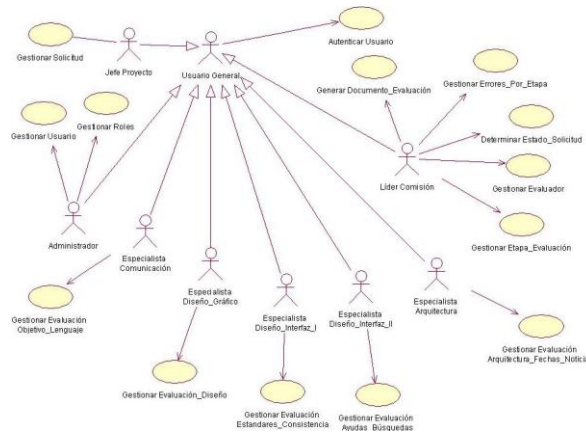 Gestionar Solicitud
Jefe Proyecto
Usuario General
Autenticar Usuario
Generar Documento_Evaluación
Gestionar Errores_Por_Etapa
Gestionar Usuario
Gestionar Roles
Determinar Estado_Solicitud
Líder Comisión
Gestionar Evaluador
Administrador
Especialista
Comunicación
Gestionar Etapa_Evaluación
Especialista
Diseño_Gráfico
Especialista
Diseño_Interfaz_I
Especialista
Diseño_Interfaz_II
Especialista
Arquitectura
Gestionar Evaluación
Objetivo_Lenguaje
Gestionar Evaluación
Arquitectura_Fechas_Noticia
Gestionar Evaluación_Diseño
Gestionar Evaluación
Estandares_Consistencia
Gestionar Evaluación
Ayudas_Búsquedas